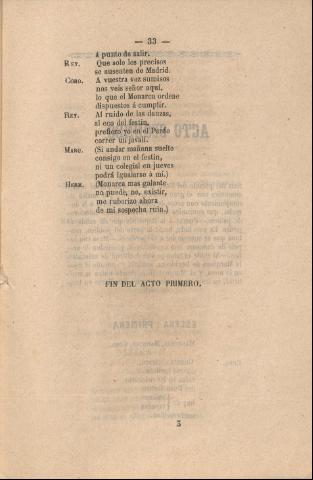 — 33 —
á punto de salir.
REY. Que solo los precisos
se ausenten de Madrid.
CORO. A vuestra voz sumisos
nos veis señor aquí,
lo que el Monarca ordene
dispuestos á cumplir.
REY. Al ruido de las danzas,
al eco del festin,
prefiero yo en el Pardo
correr un javalí.
MARQ. (Si andar mañana suelto
consigo en el festin,
ni un colegial en jueves
podrá igualarse á mí.)
HERM. (Monarca mas galante
no puede, no, existir,
me ruborizo ahora
de mi sospecha ruin.)
FIN DEL ACTO PRIMERO.
3